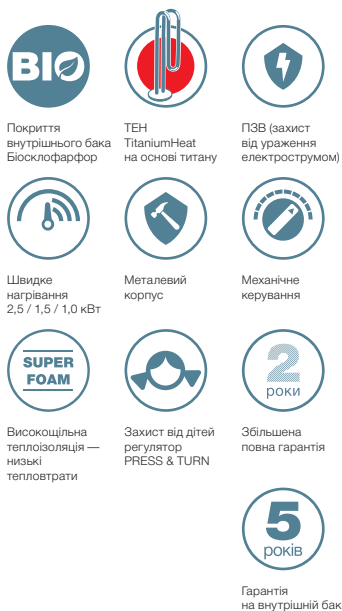 BIO
Покриття
внутрішнього бака
Біосклофарфор
ТЕН
TitaniumHeat
на основі титану
ПЗВ (захист
від ураження
електрострумом)
Швидке
нагрівання
2,5 / 1,5 / 1,0 кВт
Металевий
корпус
Механічне
керування
SUPER
FOAM
Високощільна
теплоізоляція —
низькі
тепловтрати
Захист від дітей
регулятор
PRESS & TURN
2
роки
Збільшена
повна гарантія
5
років
Гарантія
на внутрішній бак